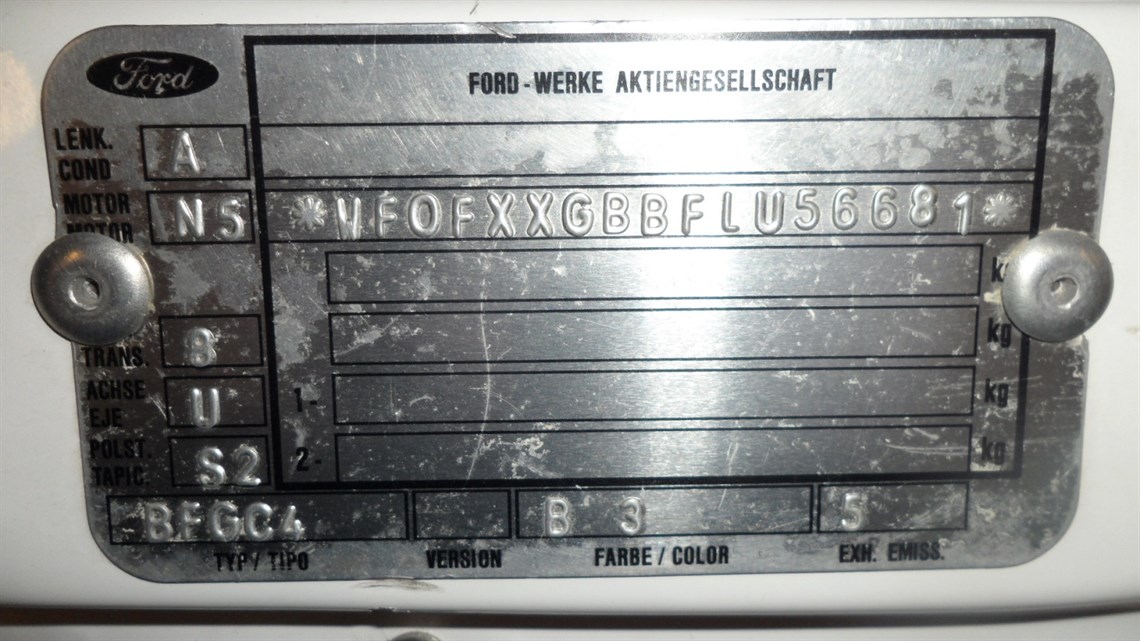 Ford
FORD-WERKE AKTIENGESELLSCHAFT
LENK.
COND A
MOTOR
MOTOR N5
*WF0FXXGBBFLU56681*
kg
TRANS. 8 kg
ACHSE
EJE U 1- kg
POLST.
TAPIC. S2 2- kg
BFGC4 B 3 5
TYP / TIPO VERSION FARBE / COLOR EXH. EMISS.